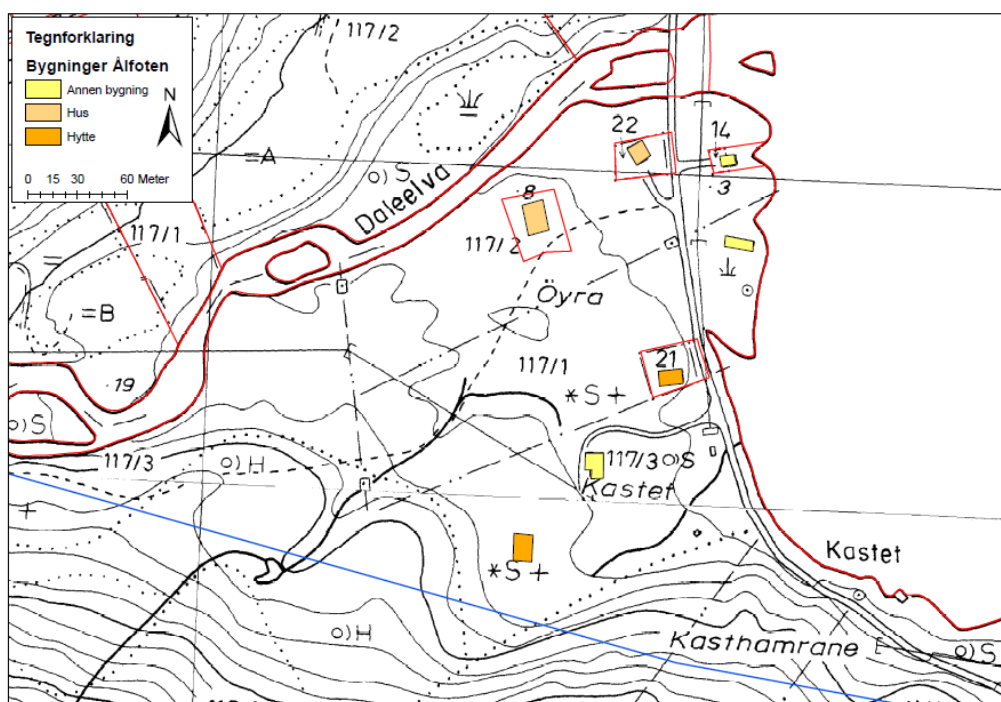 Tegnforklaring
Bygninger Ålfoten
Annen bygning
Hus
Hytte
N
0 15 30 60 Meter
117/2
=A
o)S
Daleelva
22
14
3
8
117/2
117/1
=
=B
Öyra
19
117/1
21
*S+
o)S
117/3
o)H
117/3 o)S
Kastet
+
*S+
Kastet
o)H
Kasthamrane
E
o)S